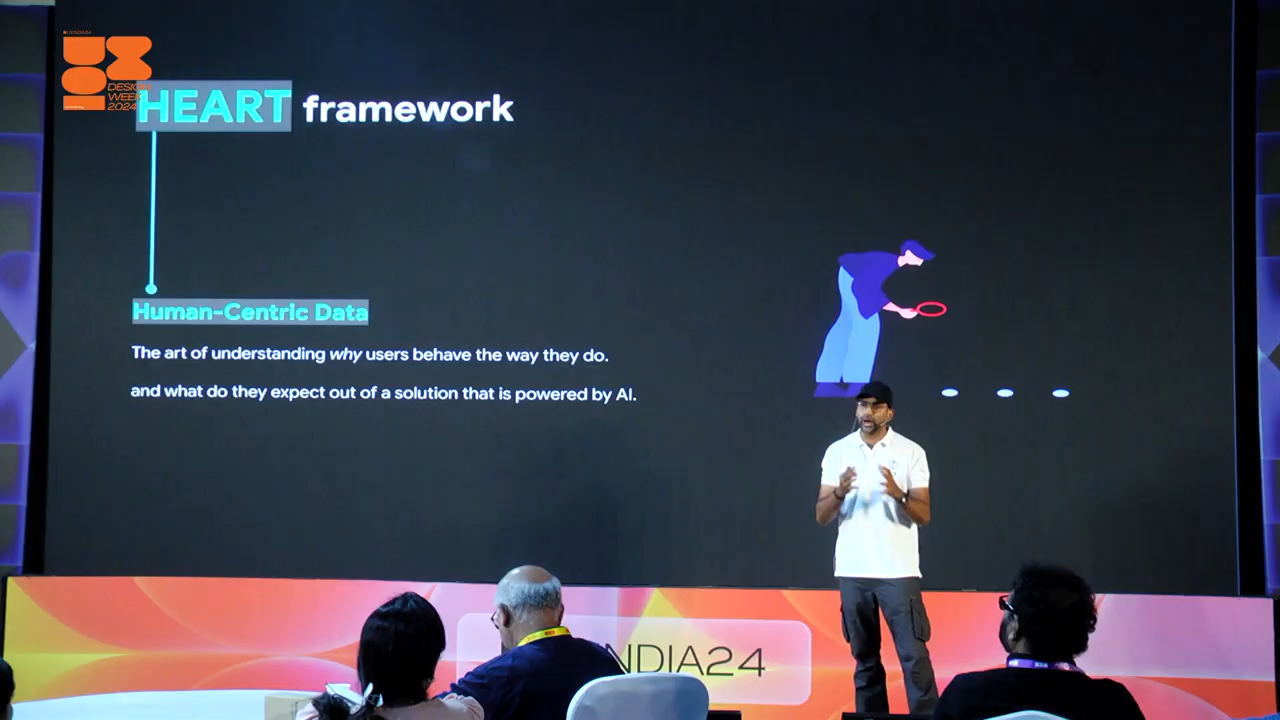 DESIGN
WEEK
2024
HEART framework
Human-Centric Data
The art of understanding why users behave the way they do.
and what do they expect out of a solution that is powered by AI.
NDIA24